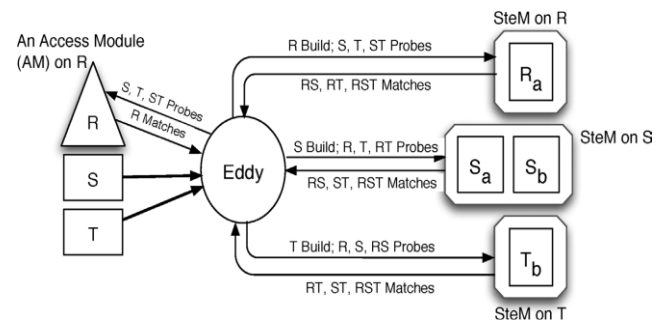 An Access Module
(AM) on R
R
S
T
S, T, ST Probes
R Matches
Eddy
R Build; S, T, ST Probes
RS, RT, RST Matches
S Build; R, T, RT Probes
RS, ST, RST Matches
T Build; R, S, RS Probes
RT, ST, RST Matches
SteM on R
Ra
SteM on S
Sa
Sb
Tb
SteM on T